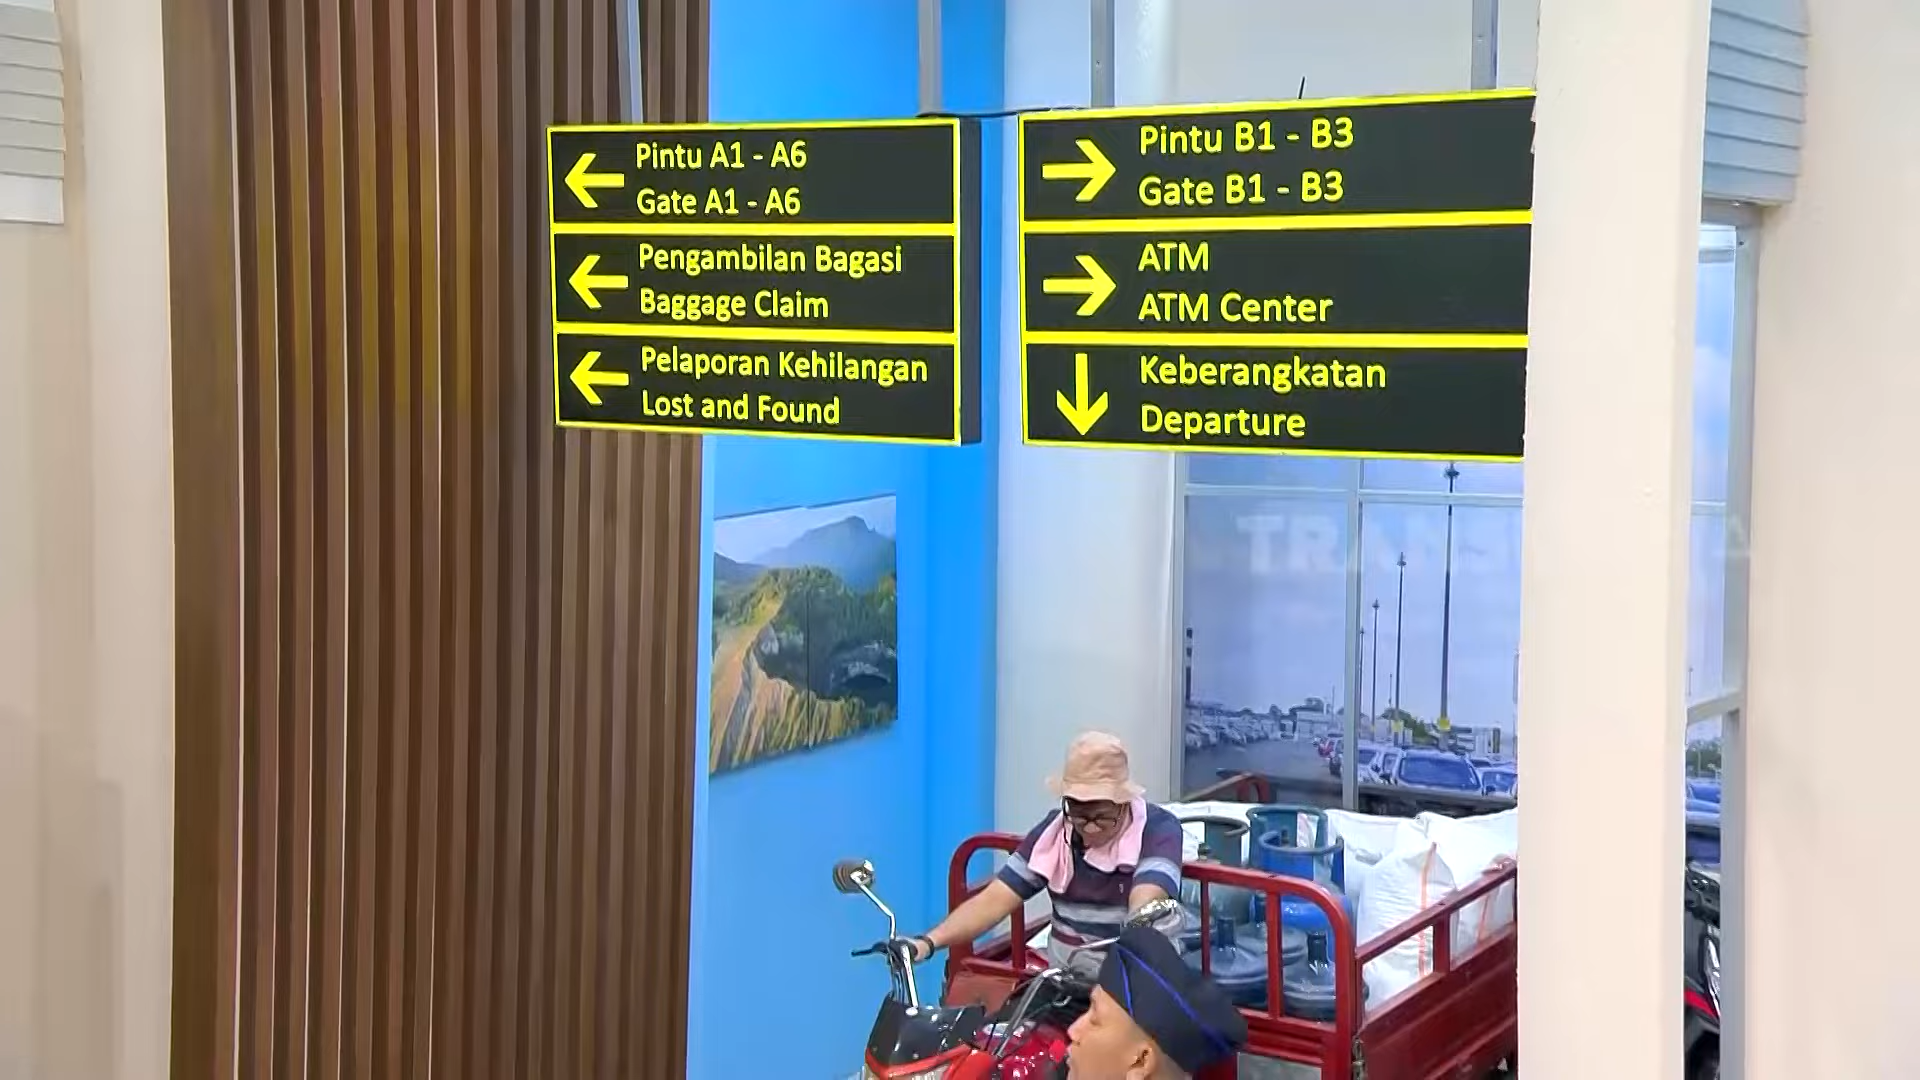 Pintu A1 - A6
Gate A1 - A6
Pengambilan Bagasi
Baggage Claim
Pelaporan Kehilangan
Lost and Found
Pintu B1 - B3
Gate B1 - B3
ATM
ATM Center
Keberangkatan
Departure